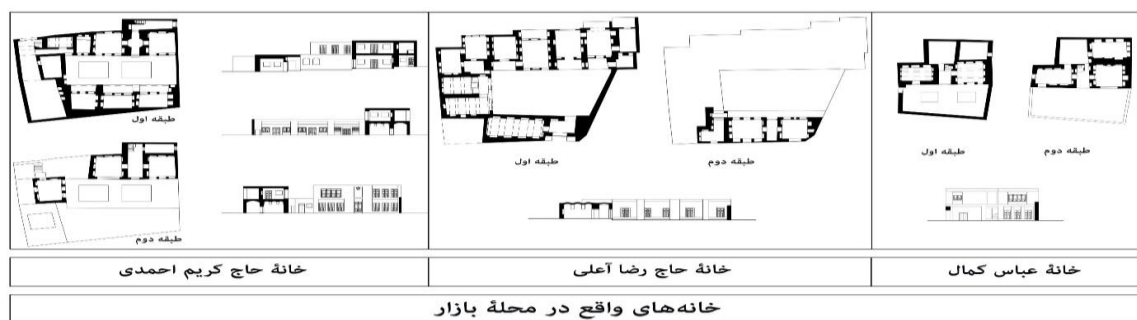 طبقه اول
طبقه دوم
طبقه اول
طبقه دوم
طبقه دوم
طبقه اول
خانهٔ عباس کمال
خانهٔ حاج رضا آعلی
خانهٔ حاج کریم احمدی
خانه‌های واقع در محلهٔ بازار